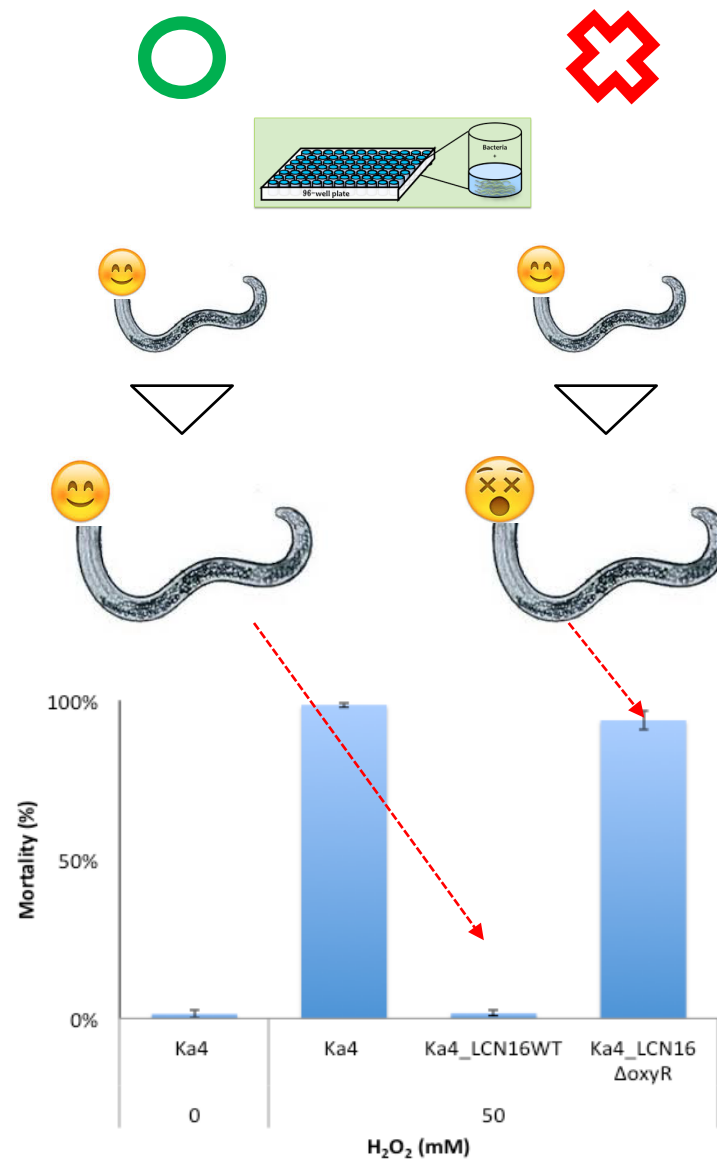 Bacteria
+
96-well plate
100%
50%
0%
Mortality (%)
Ka4
Ka4
Ka4_LCN16WT
Ka4_LCN16
ΔoxyR
0
50
H₂O₂ (mM)